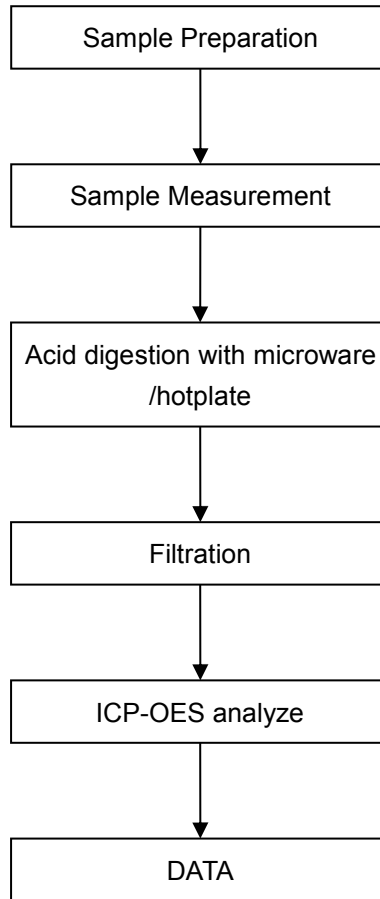 Sample Preparation
Sample Measurement
Acid digestion with microware
/hotplate
Filtration
ICP-OES analyze
DATA